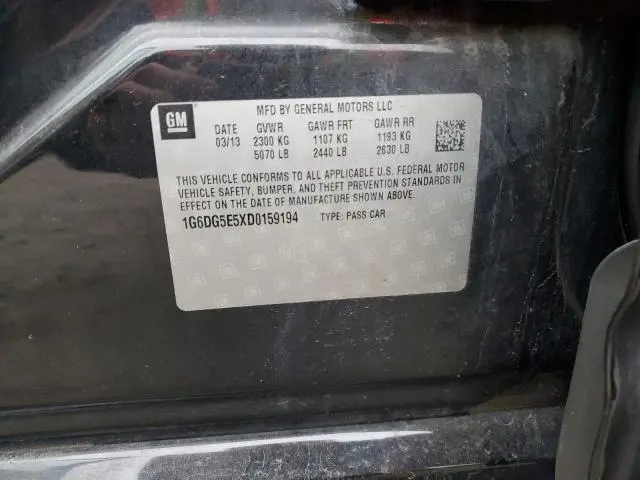 GM
MFD BY GENERAL MOTORS LLC
DATE GVWR GAWR FRT GAWR RR
03/13 2300 KG 1107 KG 1193 KG
5070 LB 2440 LB 2630 LB
THIS VEHICLE CONFORMS TO ALL APPLICABLE U.S. FEDERAL MOTOR
VEHICLE SAFETY, BUMPER, AND THEFT PREVENTION STANDARDS IN
EFFECT ON THE DATE OF MANUFACTURE SHOWN ABOVE.
1G6DG5E5XD0159194 TYPE: PASS CAR